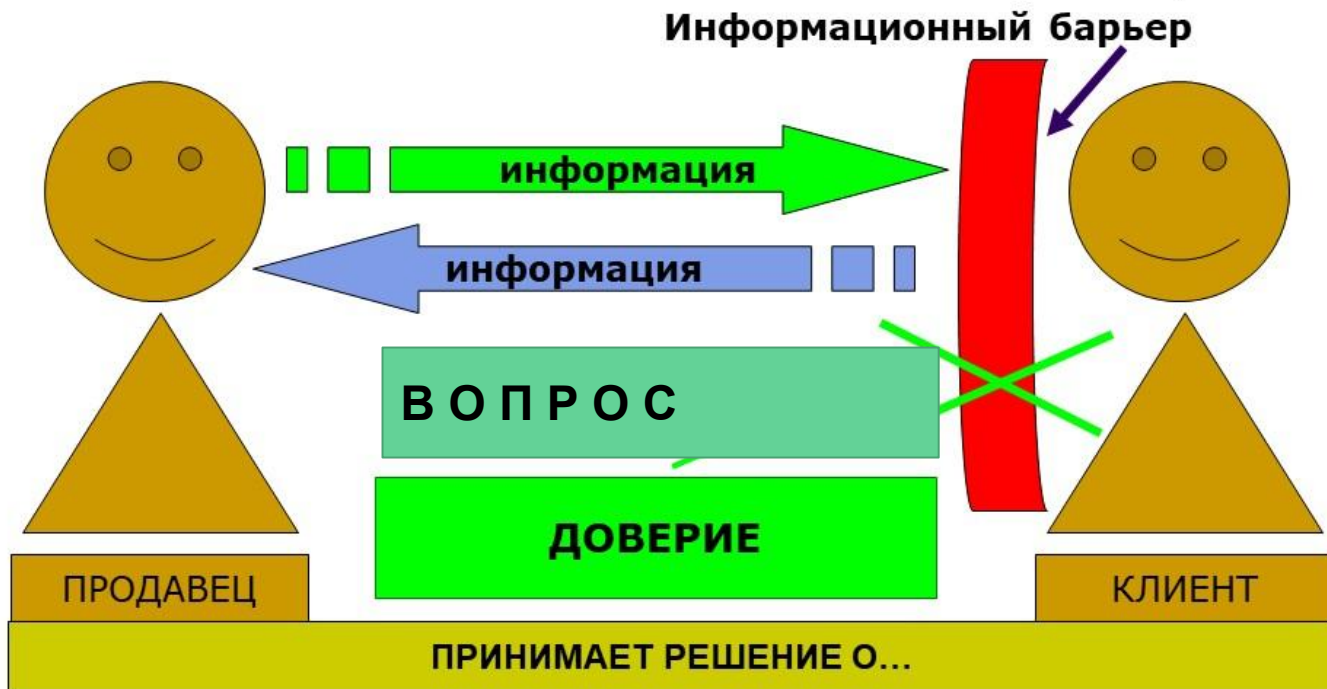 Информационный барьер
информация
информация
В О П Р О С
ДОВЕРИЕ
ПРОДАВЕЦ
КЛИЕНТ
ПРИНИМАЕТ РЕШЕНИЕ О...